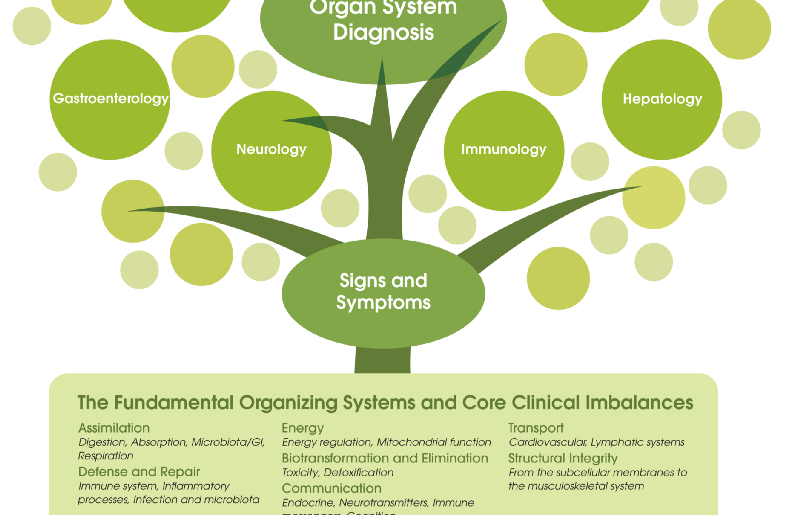 Organ System
Diagnosis
Gastroenterology
Hepatology
Neurology
Immunology
Signs and
Symptoms
The Fundamental Organizing Systems and Core Clinical Imbalances
Assimilation
Digestion, Absorption, Microbiota/GI,
Respiration
Defense and Repair
Immune system, Inflammatory
processes, Infection and microbiota
Energy
Energy regulation, Mitochondrial function
Biotransformation and Elimination
Toxicity, Detoxification
Communication
Endocrine, Neurotransmitters, Immune
messengers, Cognition
Transport
Cardiovascular, Lymphatic systems
Structural Integrity
From the subcellular membranes to
the musculoskeletal system